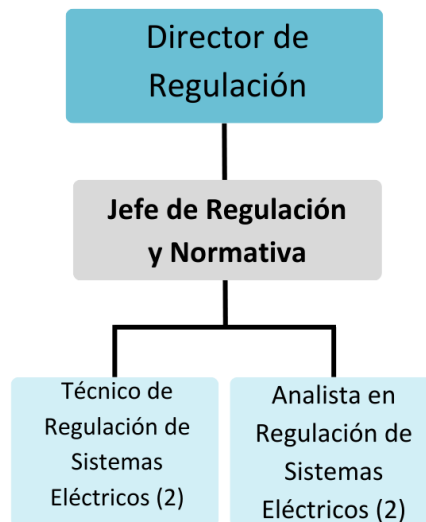 Director de
Regulación
Jefe de Regulación
y Normativa
Técnico de
Regulación de
Sistemas
Eléctricos (2)
Analista en
Regulación de
Sistemas
Eléctricos (2)